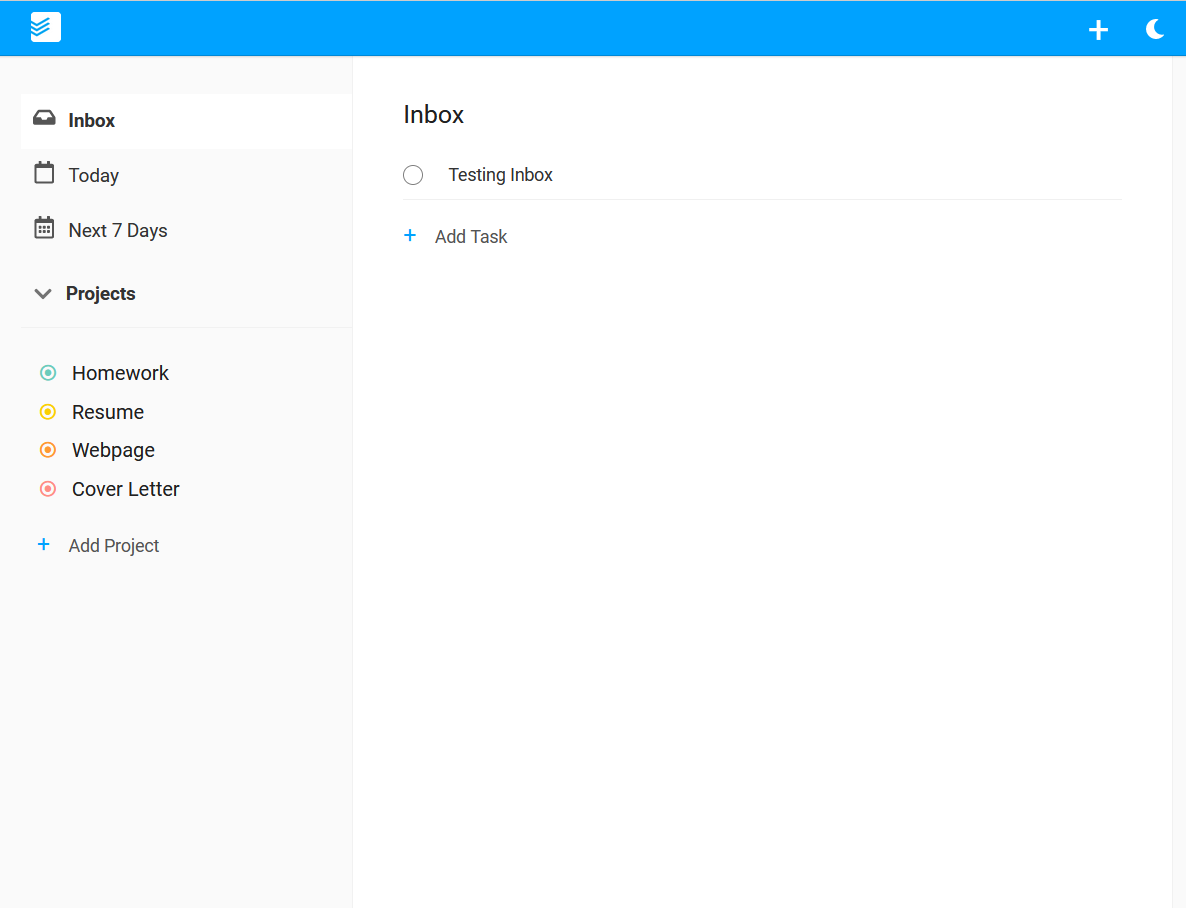 Inbox
Today
Next 7 Days
Projects
Homework
Resume
Webpage
Cover Letter
Add Project
Inbox
Testing Inbox
Add Task